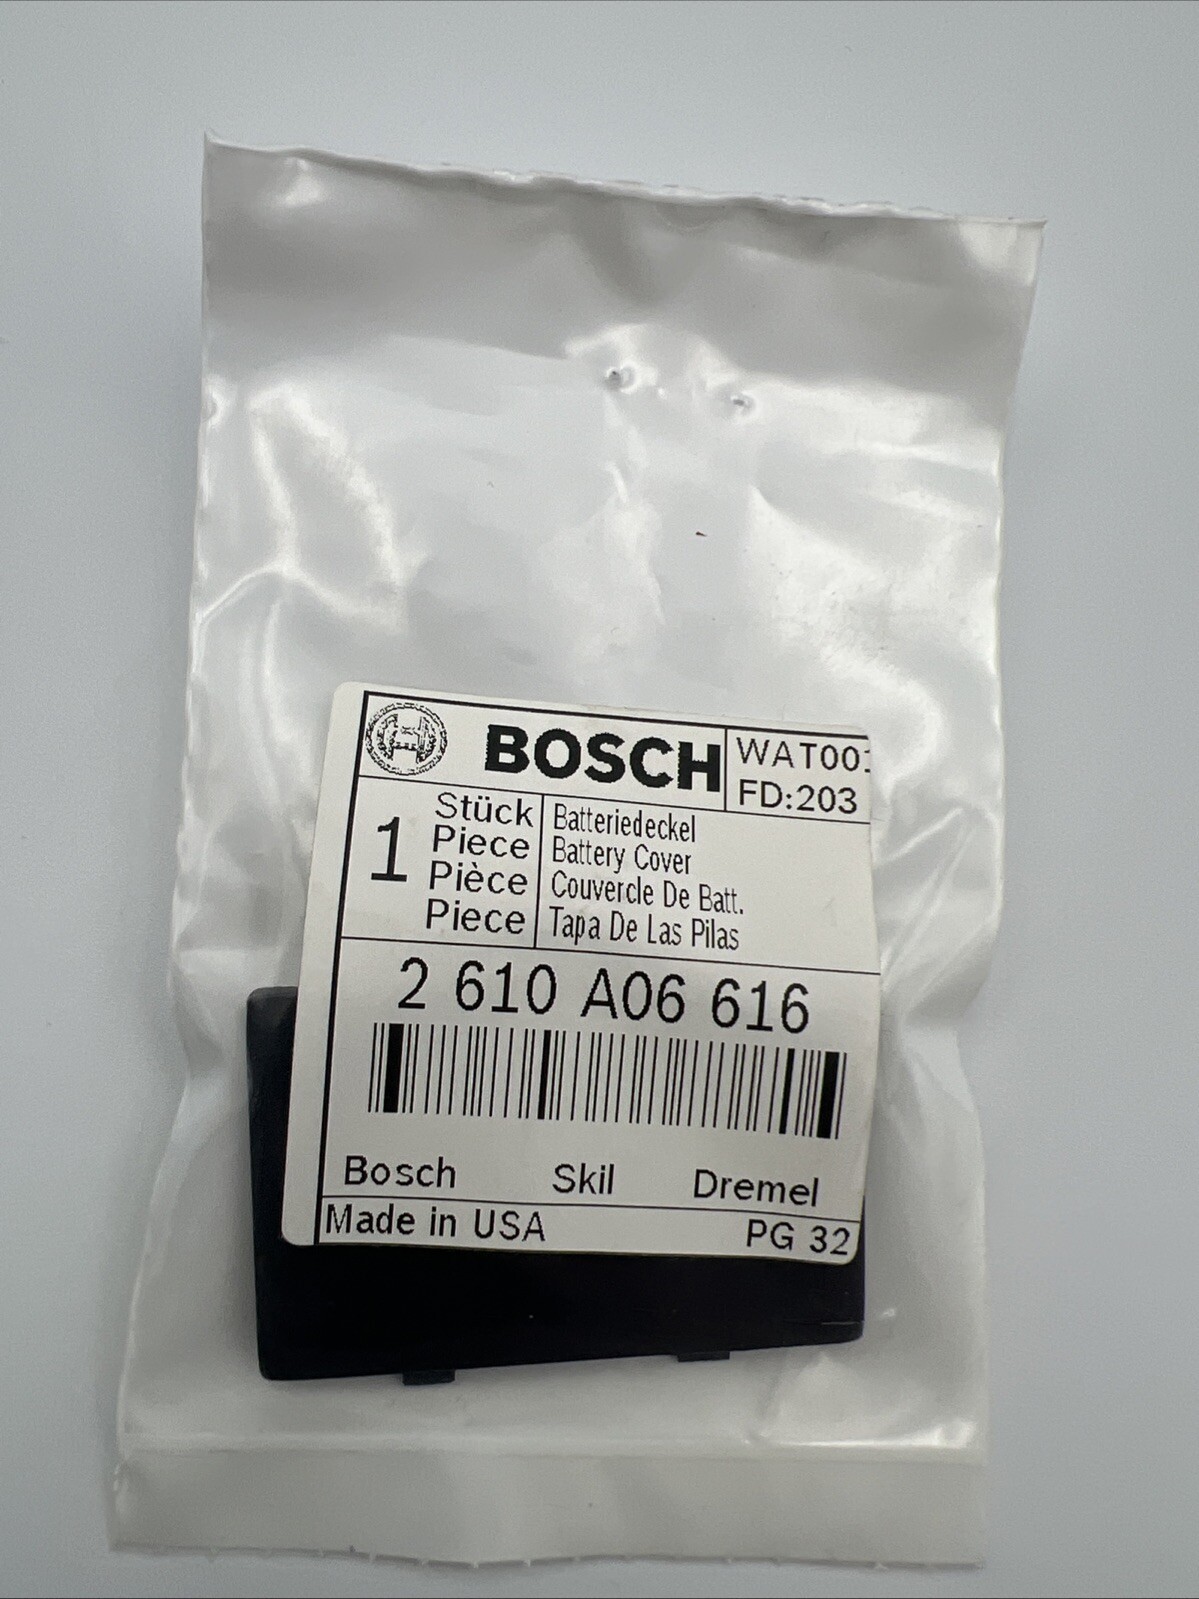 BOSCH
WAT001
FD:203
1
Stück
Piece
Pièce
Piece
Batteriedeckel
Battery Cover
Couvercle De Batt.
Tapa De Las Pilas
2 610 A06 616
Bosch Skil Dremel
Made in USA PG 32